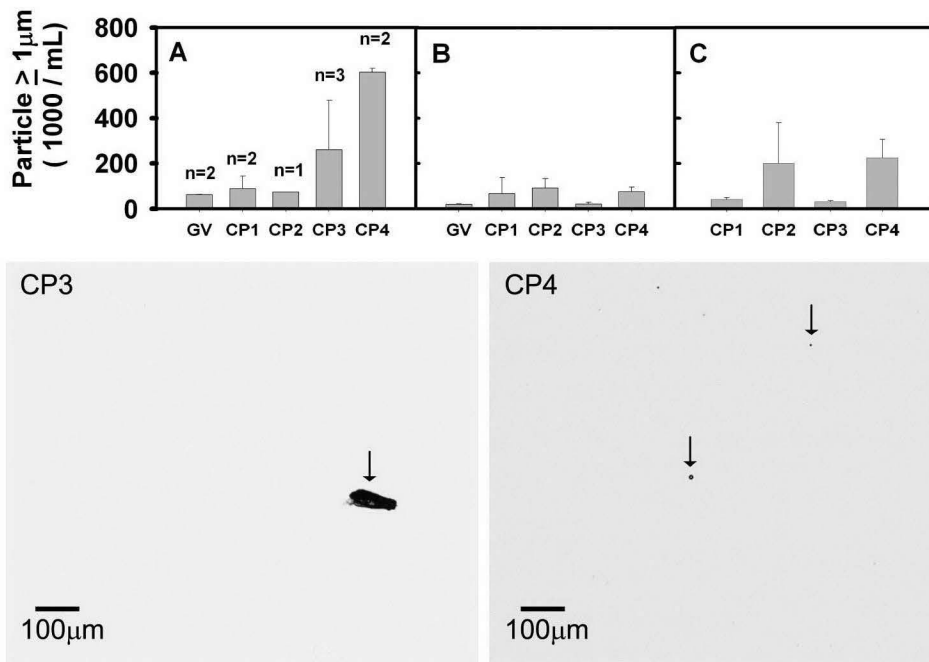 Particle ≥ 1µm
( 1000 / mL)
800
600
400
200
0
A
n=2
n=2
n=1
n=3
n=2
GV CP1 CP2 CP3 CP4
B
GV CP1 CP2 CP3 CP4
C
CP1 CP2 CP3 CP4
CP3
100µm
CP4
100µm